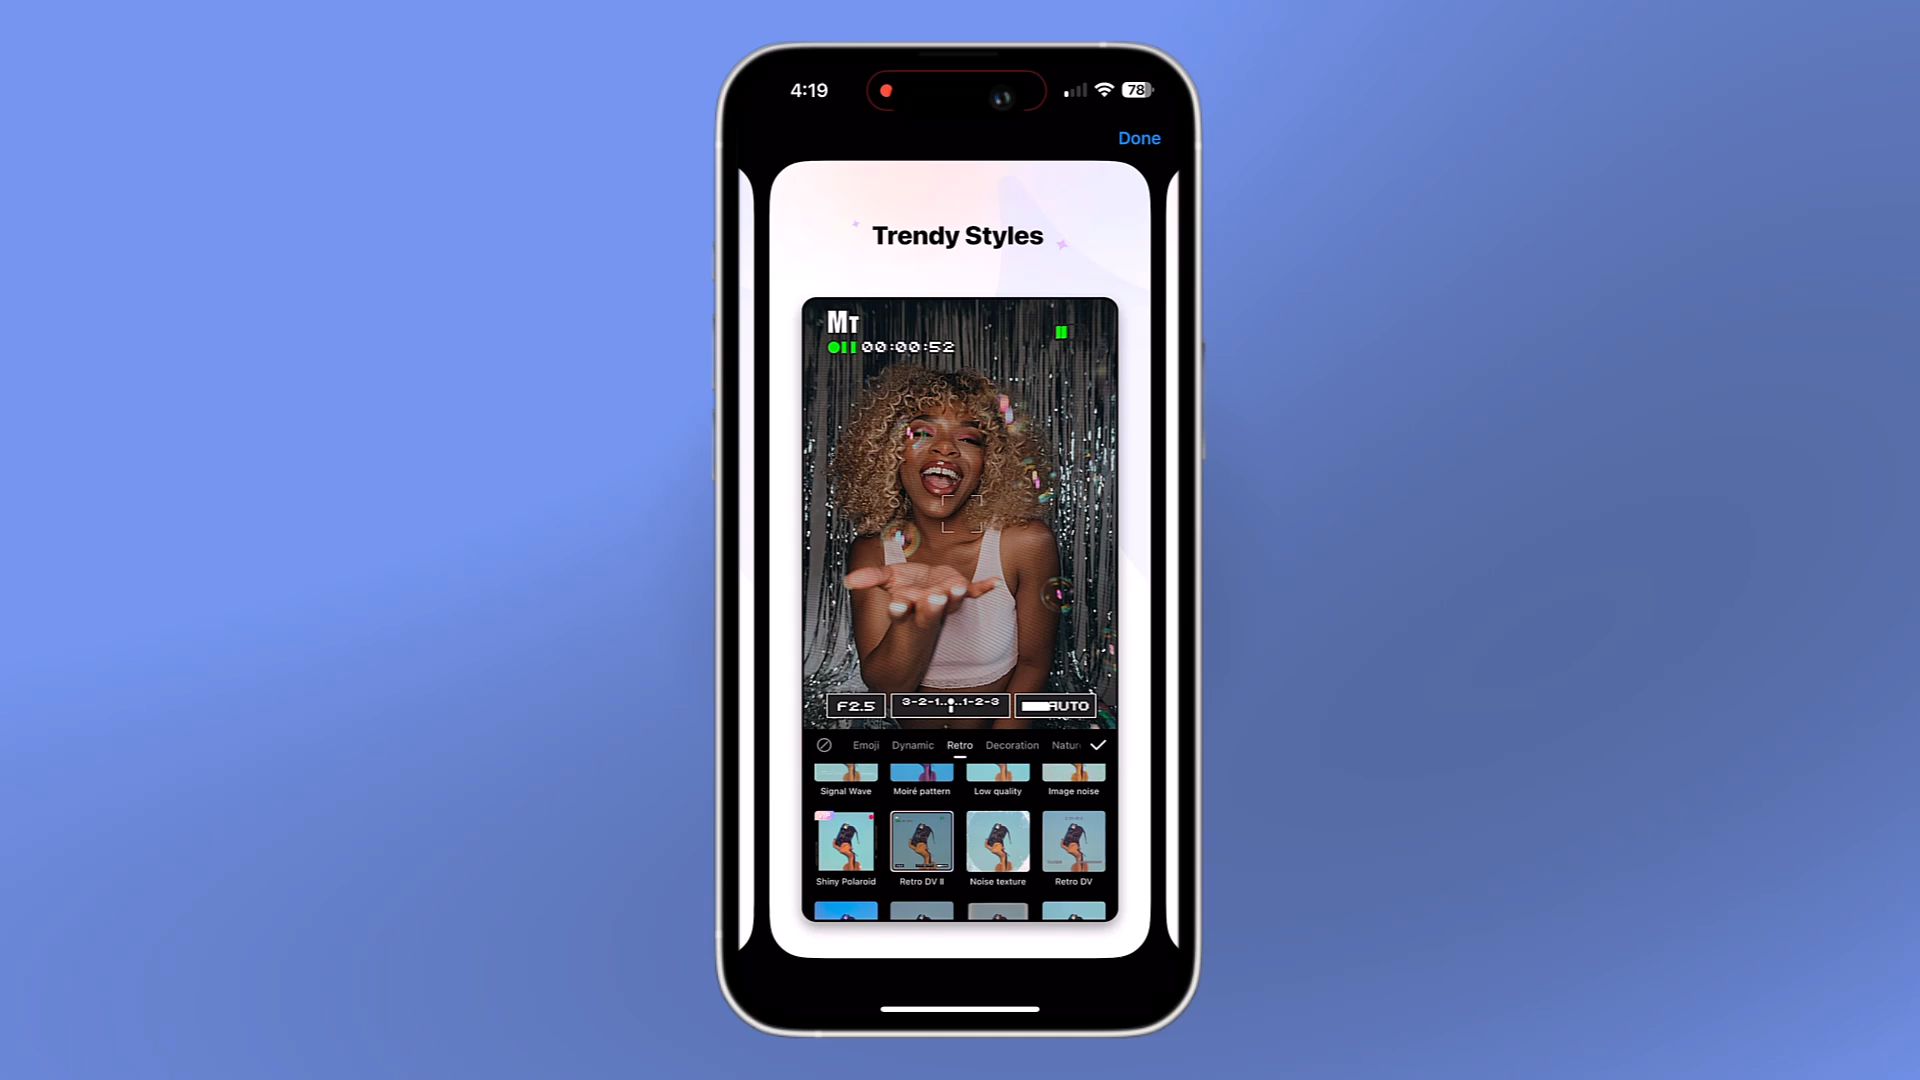 4:19
78
Done
Trendy Styles
MT
00:00:52
F2.5
3-2-1..•..1-2-3
AUTO
Emoji Dynamic Retro Decoration Natur
Signal Wave Moiré pattern Low quality Image noise
VIP
Shiny Polaroid Retro DV II Noise texture Retro DV